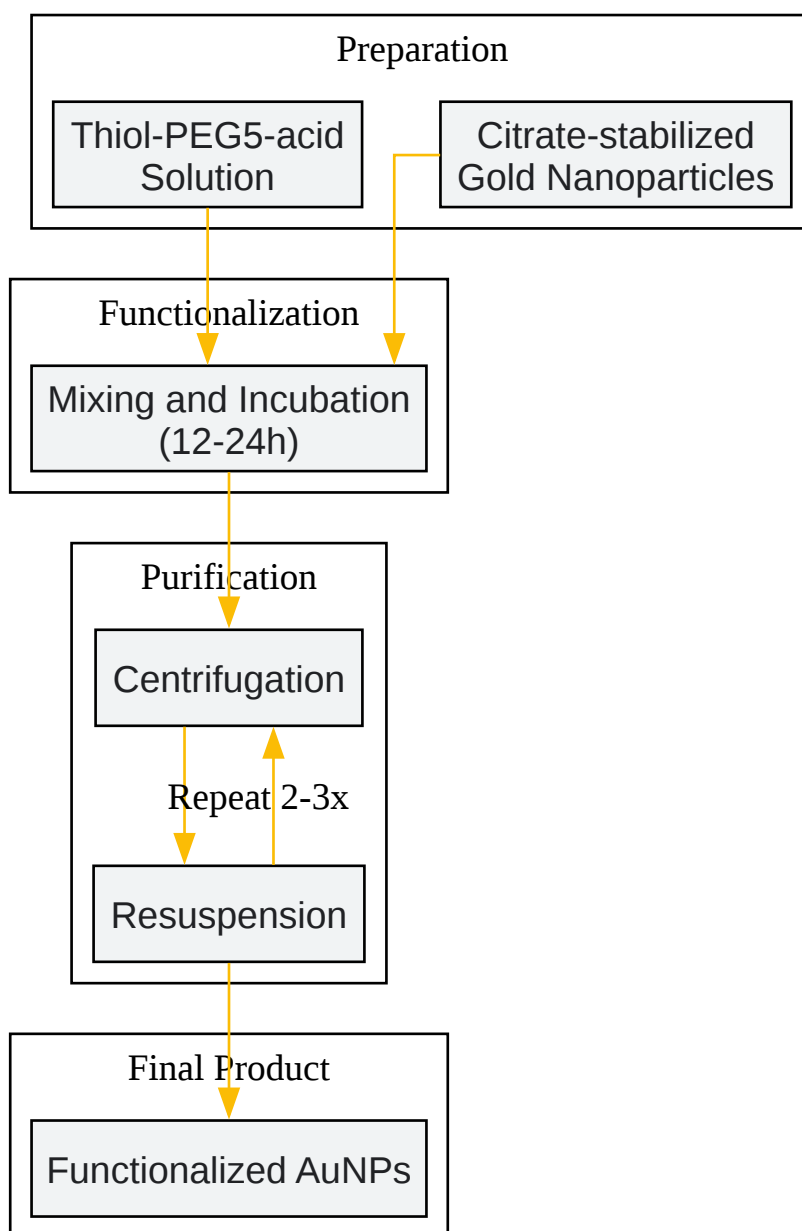 Preparation
Thiol-PEG5-acid
Solution
Citrate-stabilized
Gold Nanoparticles
Functionalization
Mixing and Incubation
(12-24h)
Purification
Centrifugation
Repeat 2-3x
Resuspension
Final Product
Functionalized AuNPs